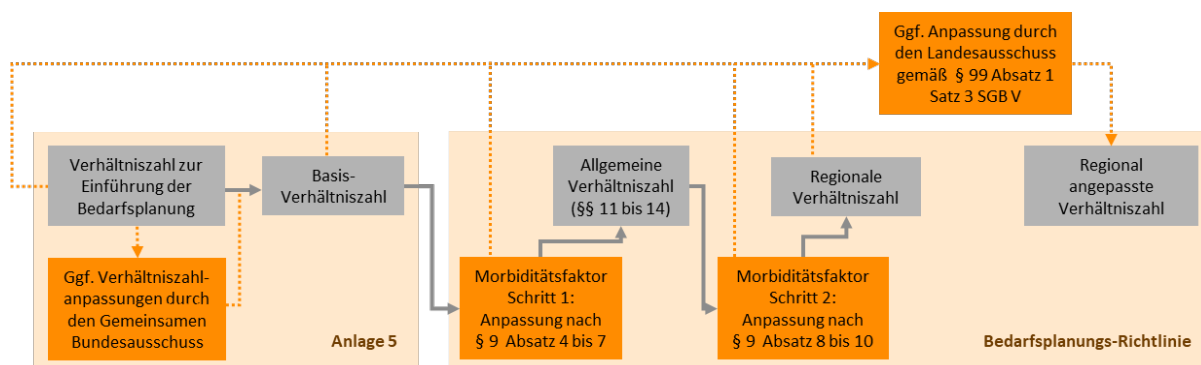 Ggf. Anpassung durch
den Landesausschuss
gemäß § 99 Absatz 1
Satz 3 SGB V
Verhältniszahl zur
Einführung der
Bedarfsplanung
Basis-
Verhältniszahl
Allgemeine
Verhältniszahl
(§§ 11 bis 14)
Regionale
Verhältniszahl
Regional
angepasste
Verhältniszahl
Ggf. Verhältniszahl-
anpassungen durch
den Gemeinsamen
Bundesausschuss
Anlage 5
Morbiditätsfaktor
Schritt 1:
Anpassung nach
§ 9 Absatz 4 bis 7
Morbiditätsfaktor
Schritt 2:
Anpassung nach
§ 9 Absatz 8 bis 10
Bedarfsplanungs-Richtlinie